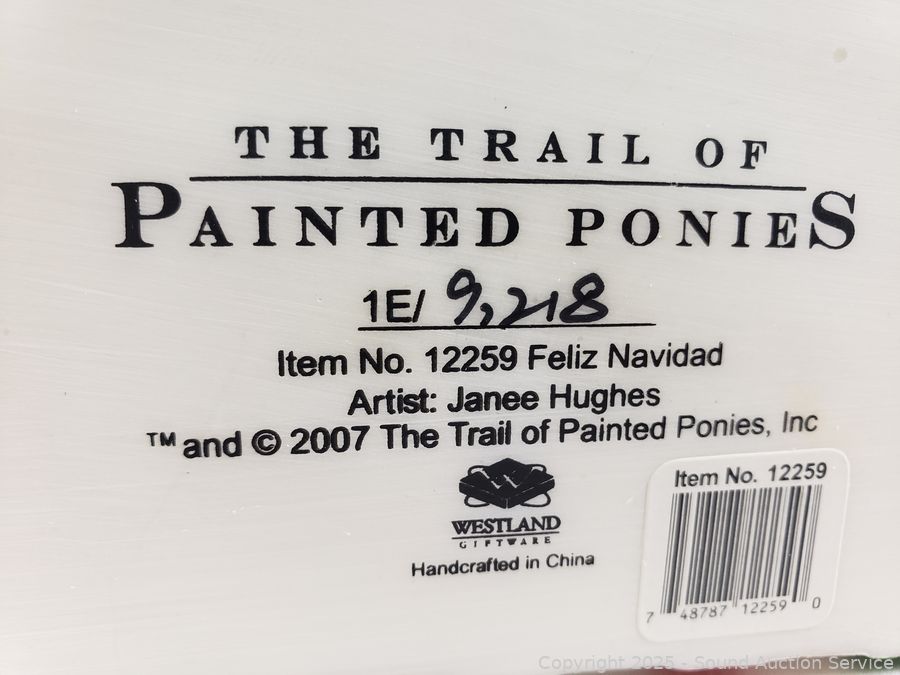 THE TRAIL OF
PAINTED PONIES
1E/ 9,218
Item No. 12259 Feliz Navidad
Artist: Janee Hughes
™ and © 2007 The Trail of Painted Ponies, Inc
WESTLAND
GIFTWARE
Handcrafted in China
Item No. 12259
7 48787 12259 0
Copyright 2025 - Sound Auction Service